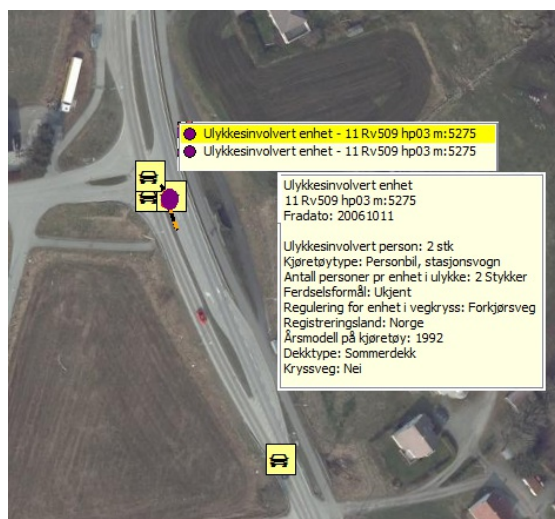 Ulykkesinvolvert enhet - 11 Rv509 hp03 m:5275
Ulykkesinvolvert enhet - 11 Rv509 hp03 m:5275
Ulykkesinvolvert enhet
11 Rv509 hp03 m:5275
Fradato: 20061011
Ulykkesinvolvert person: 2 stk
Kjøretøytype: Personbil, stasjonsvogn
Antall personer pr enhet i ulykke: 2 Stykker
Ferdselsformål: Ukjent
Regulering for enhet i vegkryss: Forkjørsveg
Registreringsland: Norge
Årsmodell på kjøretøy: 1992
Dekktype: Sommerdekk
Kryssveg: Nei